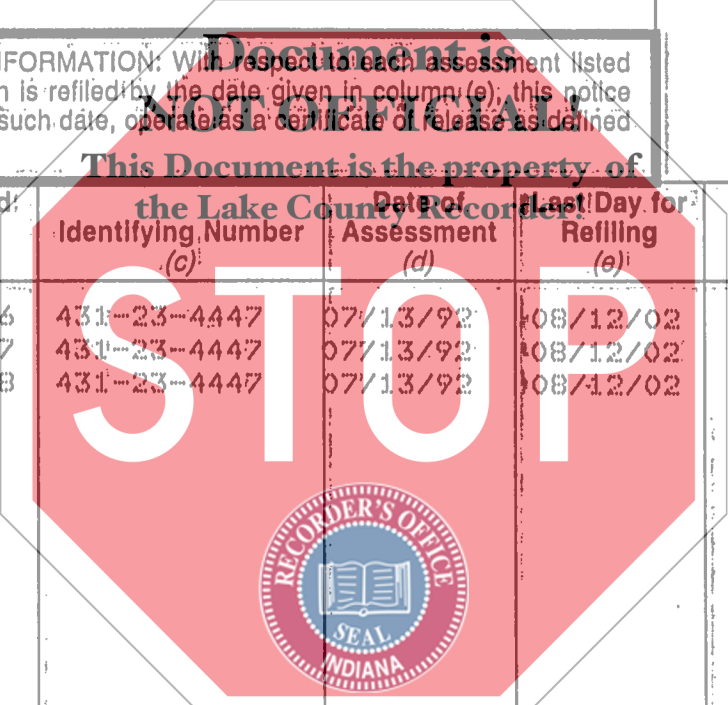 Document is
NFORMATION: With respect to each assessment listed
n is refiled by the date given in column (e), this notice
NOT OFFICIAL!
such date, operate as a certificate of release as defined
This Document is the property of
the Lake County Recorder!
d;
Identifying Number
(c)
Date of
Assessment
(d)
Last Day for
Refiling
(e)
6 431-23-4447 07/13/92 08/12/02
7 431-23-4447 07/13/92 08/12/02
8 431-23-4447 07/13/92 08/12/02
STOP
RECORDER'S OFFICE
SEAL
INDIANA